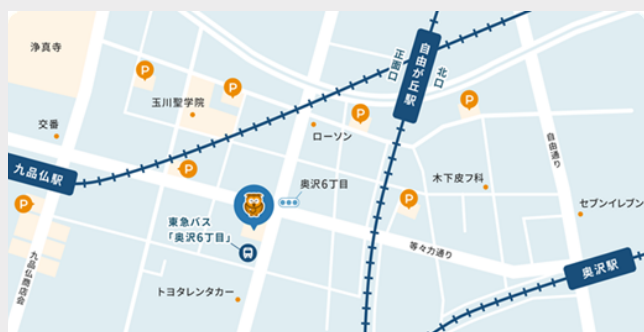 浄真寺
P
P
玉川聖学院
正面口
自由が丘駅
北口
P
P
ローソン
自由通り
交番
九品仏駅
P
奥沢6丁目
木下皮フ科
P
P
セブンイレブン
東急バス
「奥沢6丁目」
等々力通り
奥沢駅
九品仏商店会
トヨタレンタカー